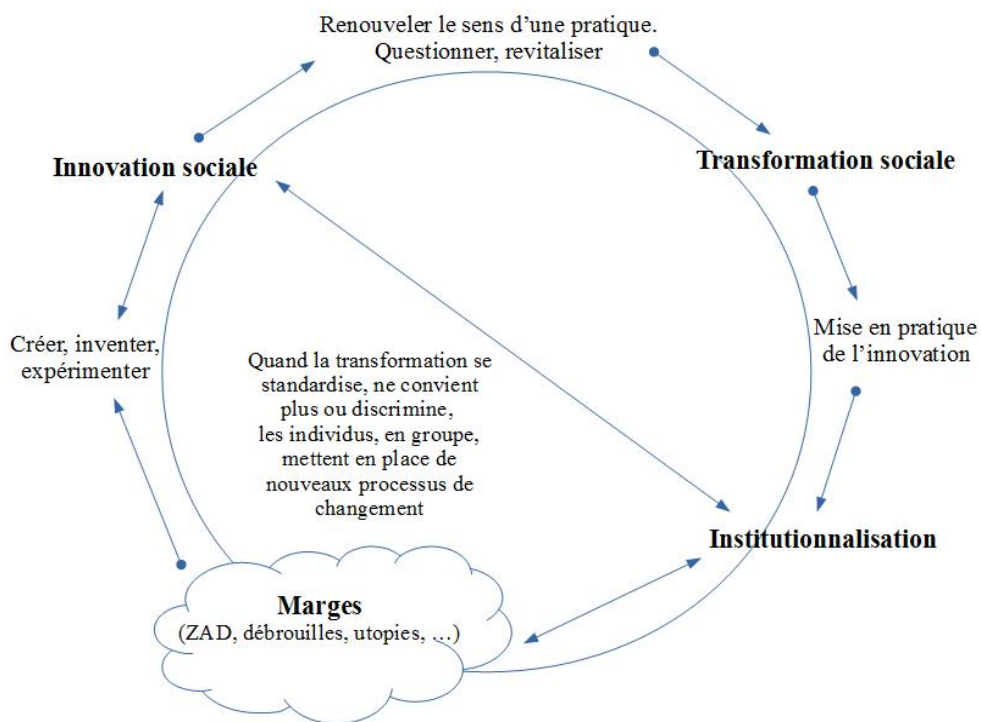 Renouveler le sens d’une pratique.
Questionner, revitaliser
Innovation sociale
Transformation sociale
Créer, inventer,
expérimenter
Mise en pratique
de l’innovation
Quand la transformation se
standardise, ne convient
plus ou discrimine,
les individus, en groupe,
mettent en place de
nouveaux processus de
changement
Institutionnalisation
Marges
(ZAD, débrouilles, utopies, …)